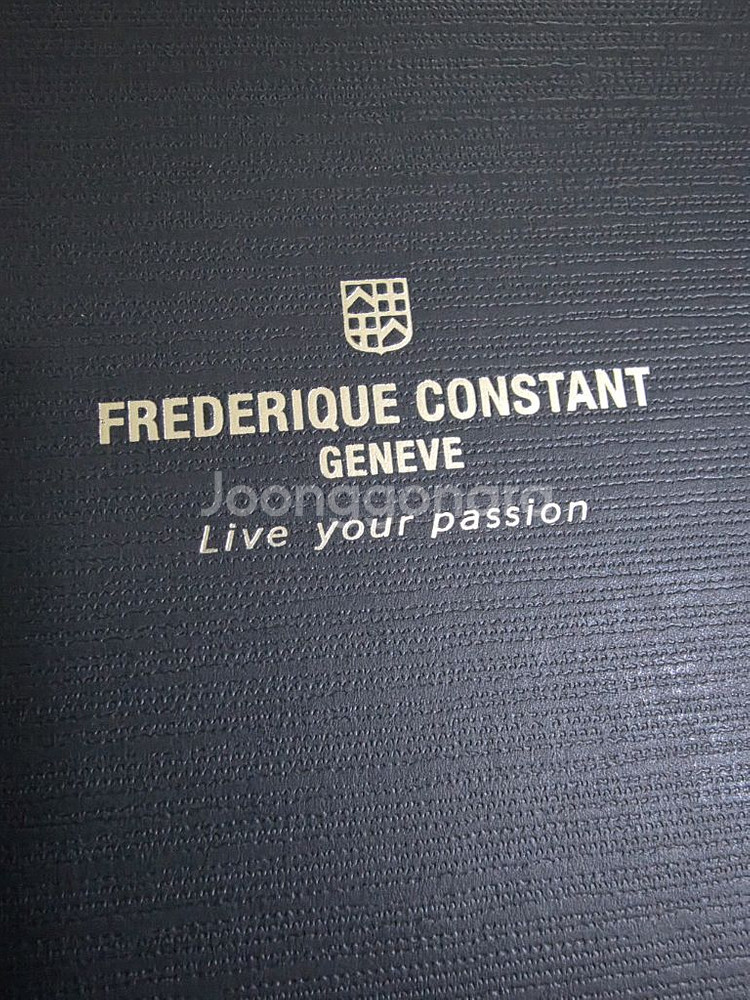 FREDERIQUE CONSTANT
GENEVE
Joonggonara
Live your passion